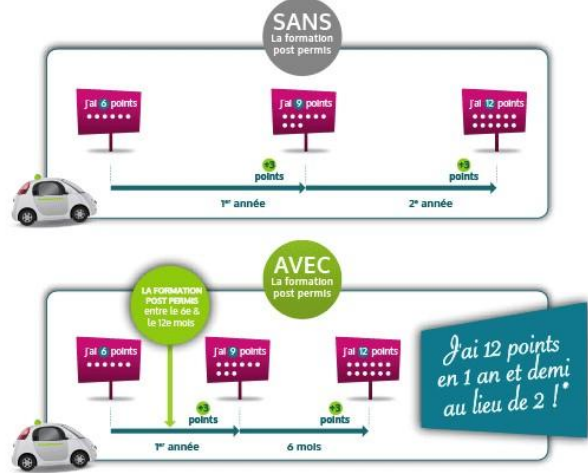 SANS
La formation
post permis
J'ai 6 points
J'ai 9 points
J'ai 12 points
+3
points
+3
points
1er année
2e année
AVEC
La formation
post permis
LA FORMATION
POST PERMIS
entre le 6e &
le 12e mois
J'ai 6 points
J'ai 9 points
J'ai 12 points
J'ai 12 points
en 1 an et demi
au lieu de 2 !*
+3
points
+3
points
1re année
6 mois